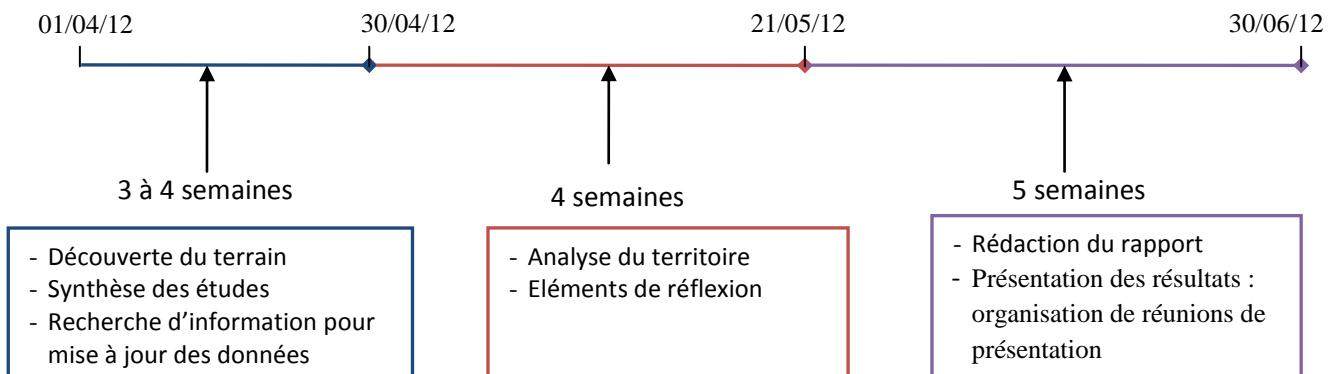 01/04/12 30/04/12 21/05/12 30/06/12
3 à 4 semaines 4 semaines 5 semaines
- Découverte du terrain
- Synthèse des études
- Recherche d'information pour
mise à jour des données
- Analyse du territoire
- Eléments de réflexion
- Rédaction du rapport
- Présentation des résultats :
organisation de réunions de
présentation